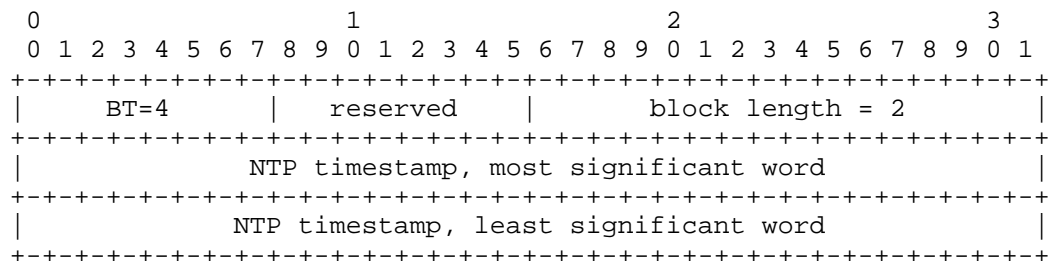 0                   1                   2                   3
 0 1 2 3 4 5 6 7 8 9 0 1 2 3 4 5 6 7 8 9 0 1 2 3 4 5 6 7 8 9 0 1
+-+-+-+-+-+-+-+-+-+-+-+-+-+-+-+-+-+-+-+-+-+-+-+-+-+-+-+-+-+-+-+-+
|     BT=4      |   reserved    |       block length = 2        |
+-+-+-+-+-+-+-+-+-+-+-+-+-+-+-+-+-+-+-+-+-+-+-+-+-+-+-+-+-+-+-+-+
|              NTP timestamp, most significant word             |
+-+-+-+-+-+-+-+-+-+-+-+-+-+-+-+-+-+-+-+-+-+-+-+-+-+-+-+-+-+-+-+-+
|             NTP timestamp, least significant word             |
+-+-+-+-+-+-+-+-+-+-+-+-+-+-+-+-+-+-+-+-+-+-+-+-+-+-+-+-+-+-+-+-+